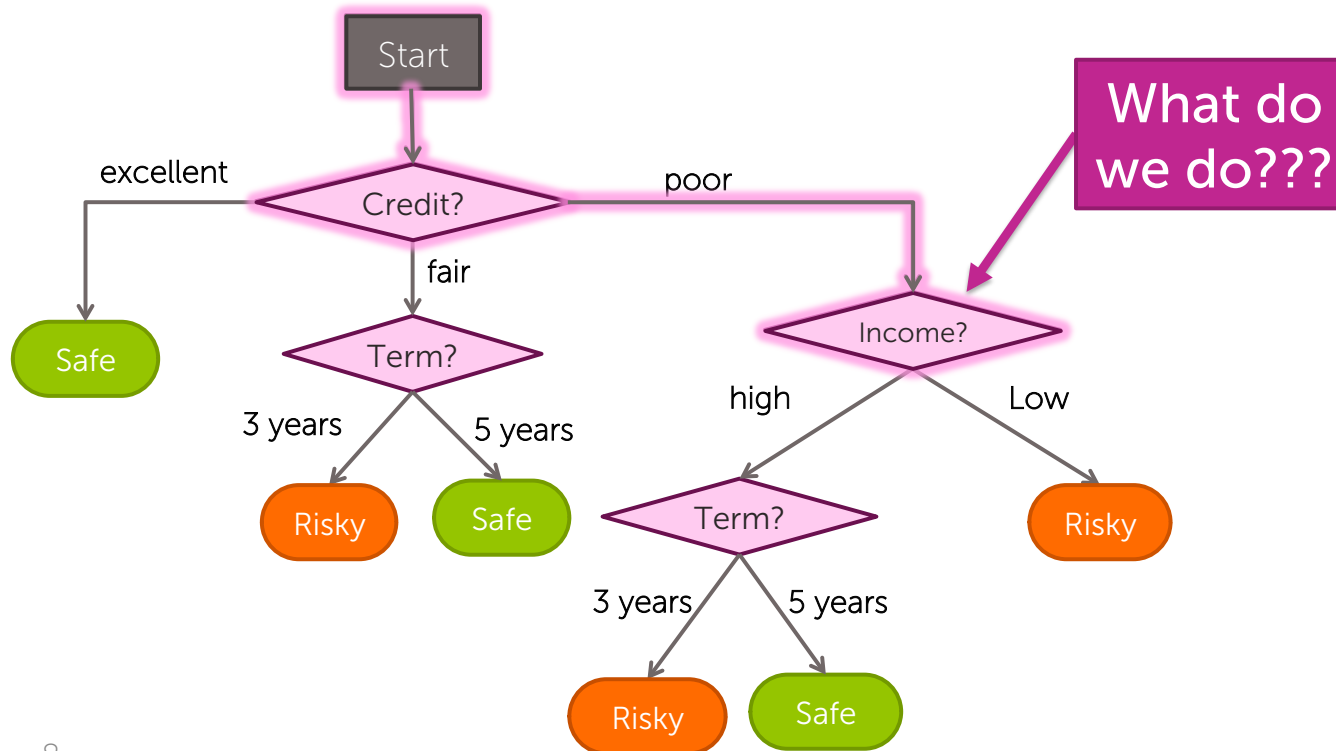 Start
What do
we do???
excellent
Credit?
poor
fair
Safe
Term?
Income?
3 years
5 years
high
Low
Risky
Safe
Term?
Risky
3 years
5 years
Risky
Safe